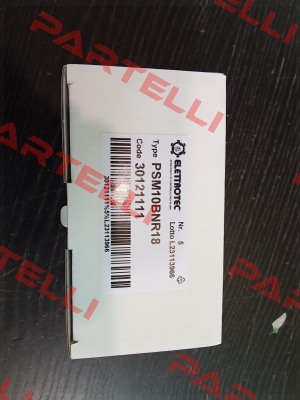 ELETTROTEC
Nr. 5
Lotto L23113966
Type PSM10BNR18
Code 30121111
30121111%5%L23113966
PARTELLI
PARTELLI
PARTELLI
PARTELLI